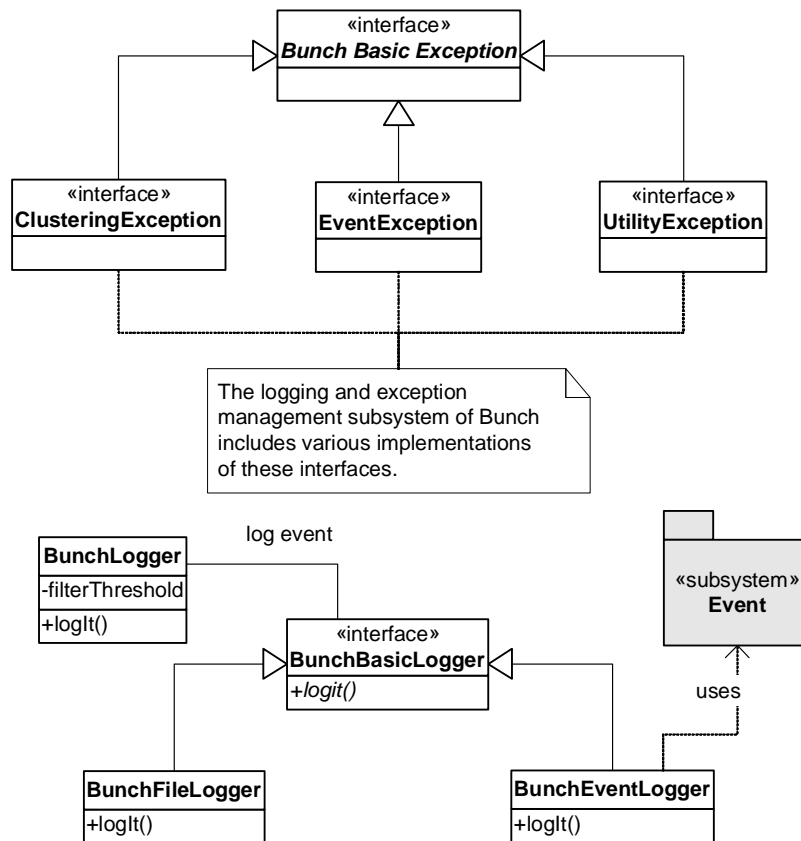 «interface»
Bunch Basic Exception
«interface»
ClusteringException
«interface»
EventException
«interface»
UtilityException
The logging and exception
management subsystem of Bunch
includes various implementations
of these interfaces.
log event
BunchLogger
-filterThreshold
+logIt()
«subsystem»
Event
«interface»
BunchBasicLogger
+logit()
uses
BunchFileLogger
+logIt()
BunchEventLogger
+logIt()